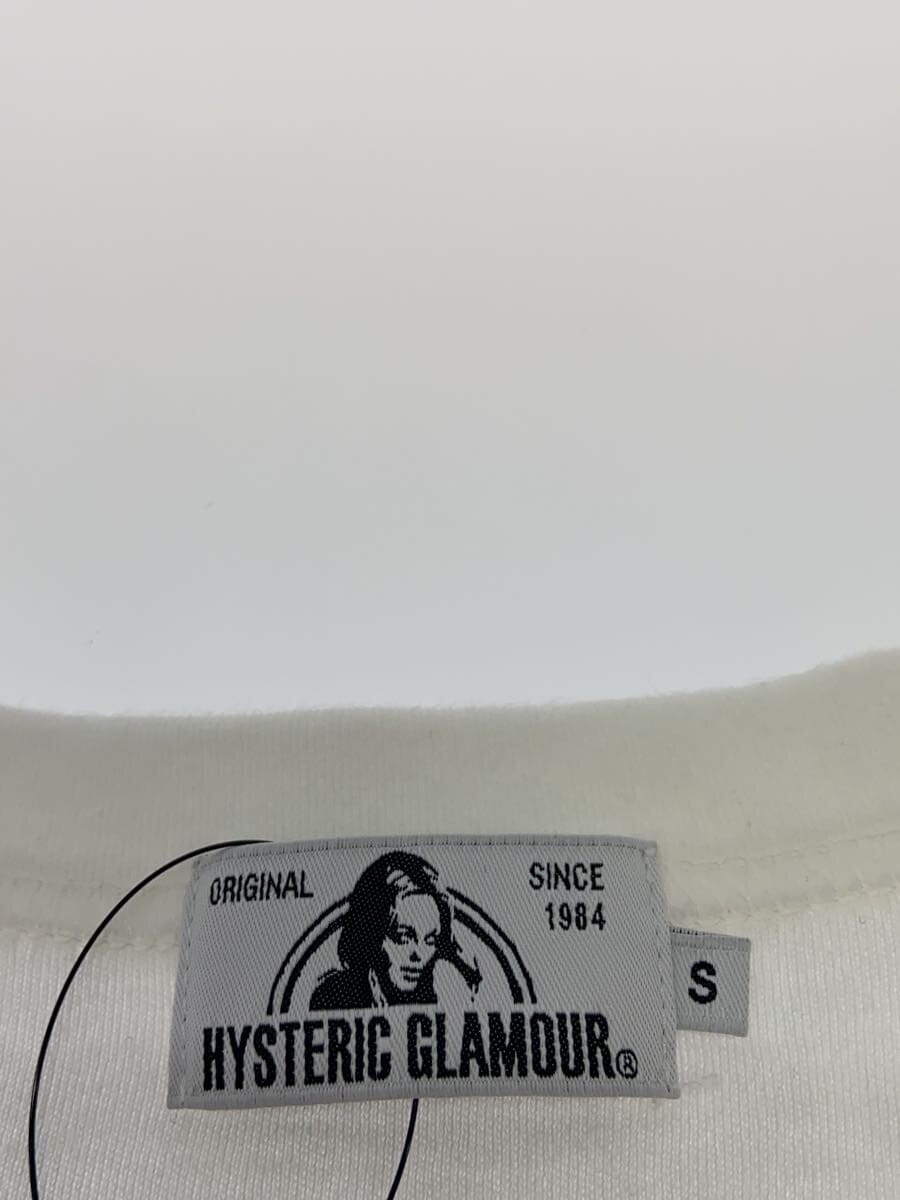 ORIGINAL
SINCE
1984
HYSTERIC GLAMOUR®
S